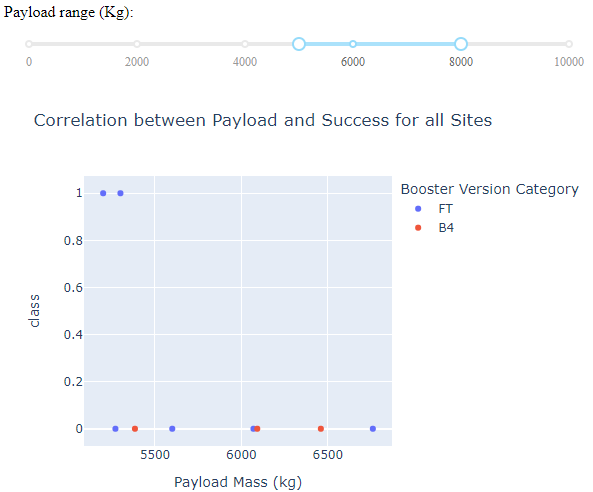 Payload range (Kg):
0 2000 4000 6000 8000 10000
Correlation between Payload and Success for all Sites
Booster Version Category
FT
B4
1
0.8
0.6
0.4
0.2
0
class
5500 6000 6500
Payload Mass (kg)